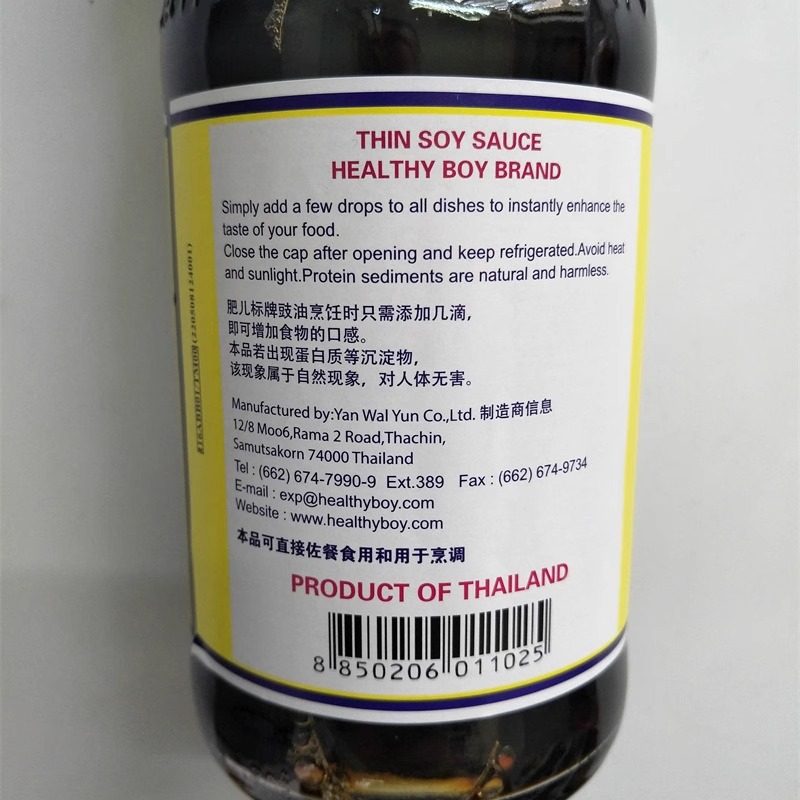 THIN SOY SAUCE
HEALTHY BOY BRAND
Simply add a few drops to all dishes to instantly enhance the
taste of your food.
Close the cap after opening and keep refrigerated.Avoid heat
and sunlight.Protein sediments are natural and harmless.
肥儿标牌豉油烹饪时只需添加几滴，
即可增加食物的口感。
本品若出现蛋白质等沉淀物，
该现象属于自然现象，对人体无害。
Manufactured by:Yan Wal Yun Co.,Ltd. 制造商信息
12/8 Moo6,Rama 2 Road,Thachin,
Samutsakorn 74000 Thailand
Tel : (662) 674-7990-9 Ext.389 Fax : (662) 674-9734
E-mail : exp@healthyboy.com
Website : www.healthyboy.com
本品可直接佐餐食用和用于烹调
PRODUCT OF THAILAND
8 850206 011025